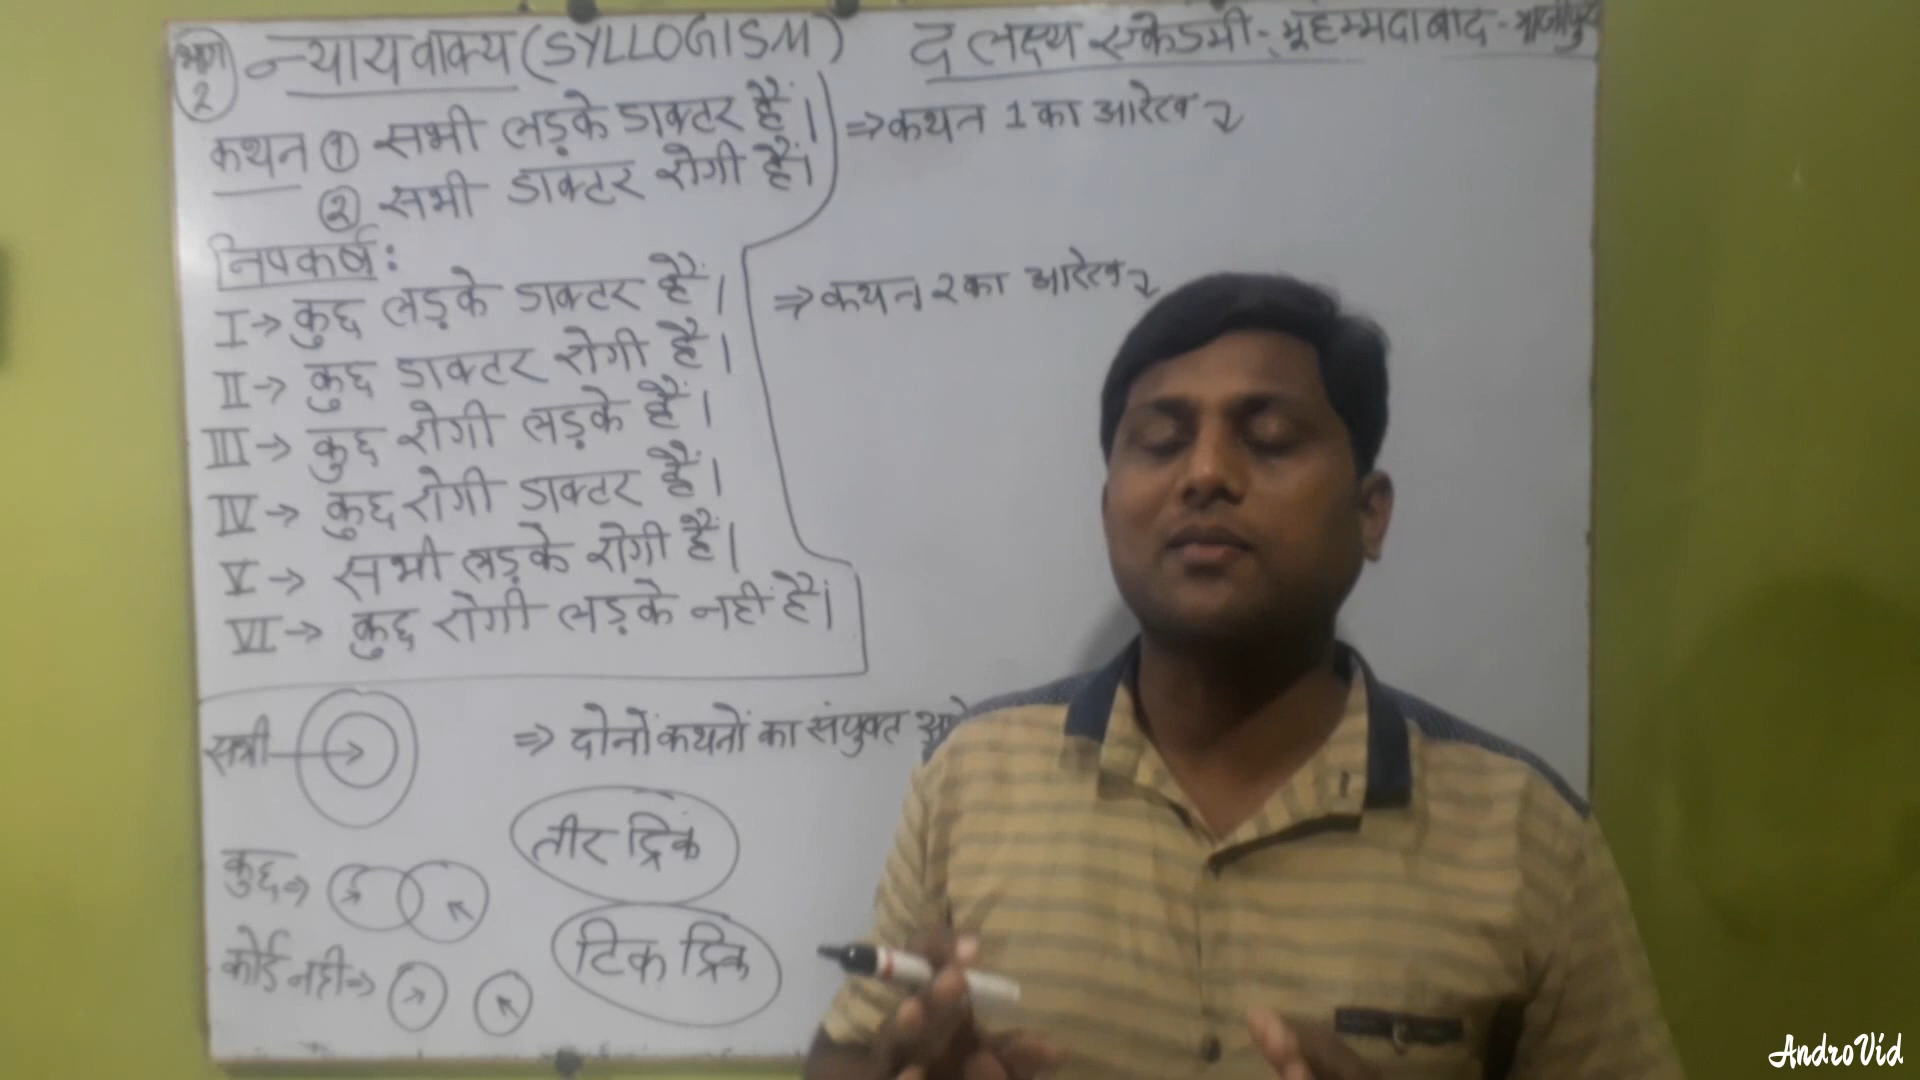 भाग 2 न्यायवाक्य (SYLLOGISM) द लक्ष्य एकेडमी - मुहम्मदाबाद - गाजीपुर
कथन ① सभी लड़के डाक्टर हैं। ⇒ कथन 1 का आरेख
② सभी डाक्टर रोगी हैं।
निष्कर्ष:
I → कुछ लड़के डाक्टर हैं।
II → कुछ डाक्टर रोगी हैं।
III → कुछ रोगी लड़के हैं।
IV → कुछ रोगी डाक्टर हैं।
V → सभी लड़के रोगी हैं।
VI → कुछ रोगी लड़के नहीं हैं।
⇒ कथन 2 का आरेख
सभी
⇒ दोनों कथनों का संयुक्त
तीर ट्रिक
कुछ ⇒
टिक ट्रिक
कोई नहीं ⇒
AndroVid